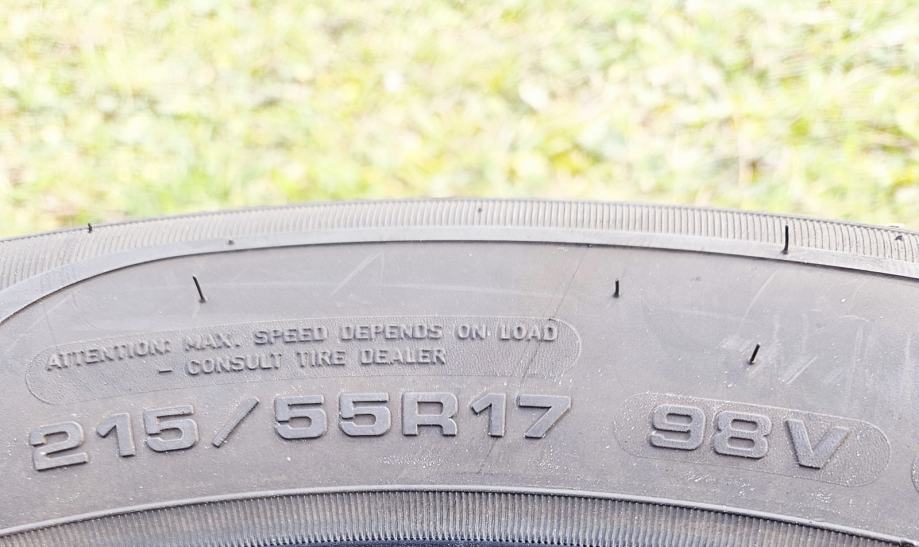 ATTENTION: MAX. SPEED DEPENDS ON LOAD
- CONSULT TIRE DEALER
215/55R17 98V